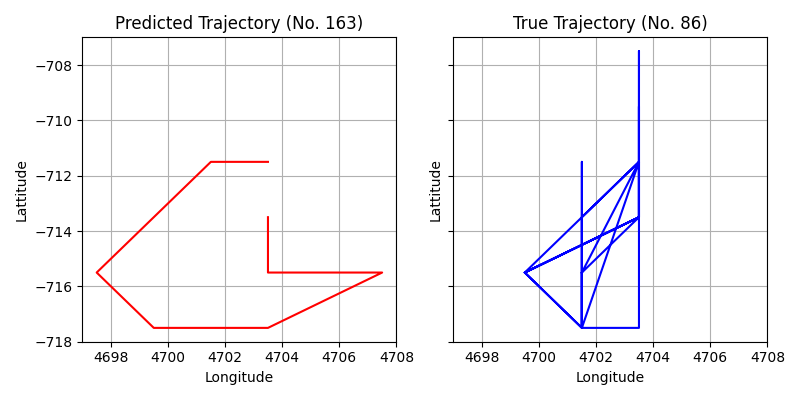 Predicted Trajectory (No. 163)
True Trajectory (No. 86)
Lattitude
−708
−710
−712
−714
−716
−718
4698 4700 4702 4704 4706 4708
Longitude
Lattitude
4698 4700 4702 4704 4706 4708
Longitude